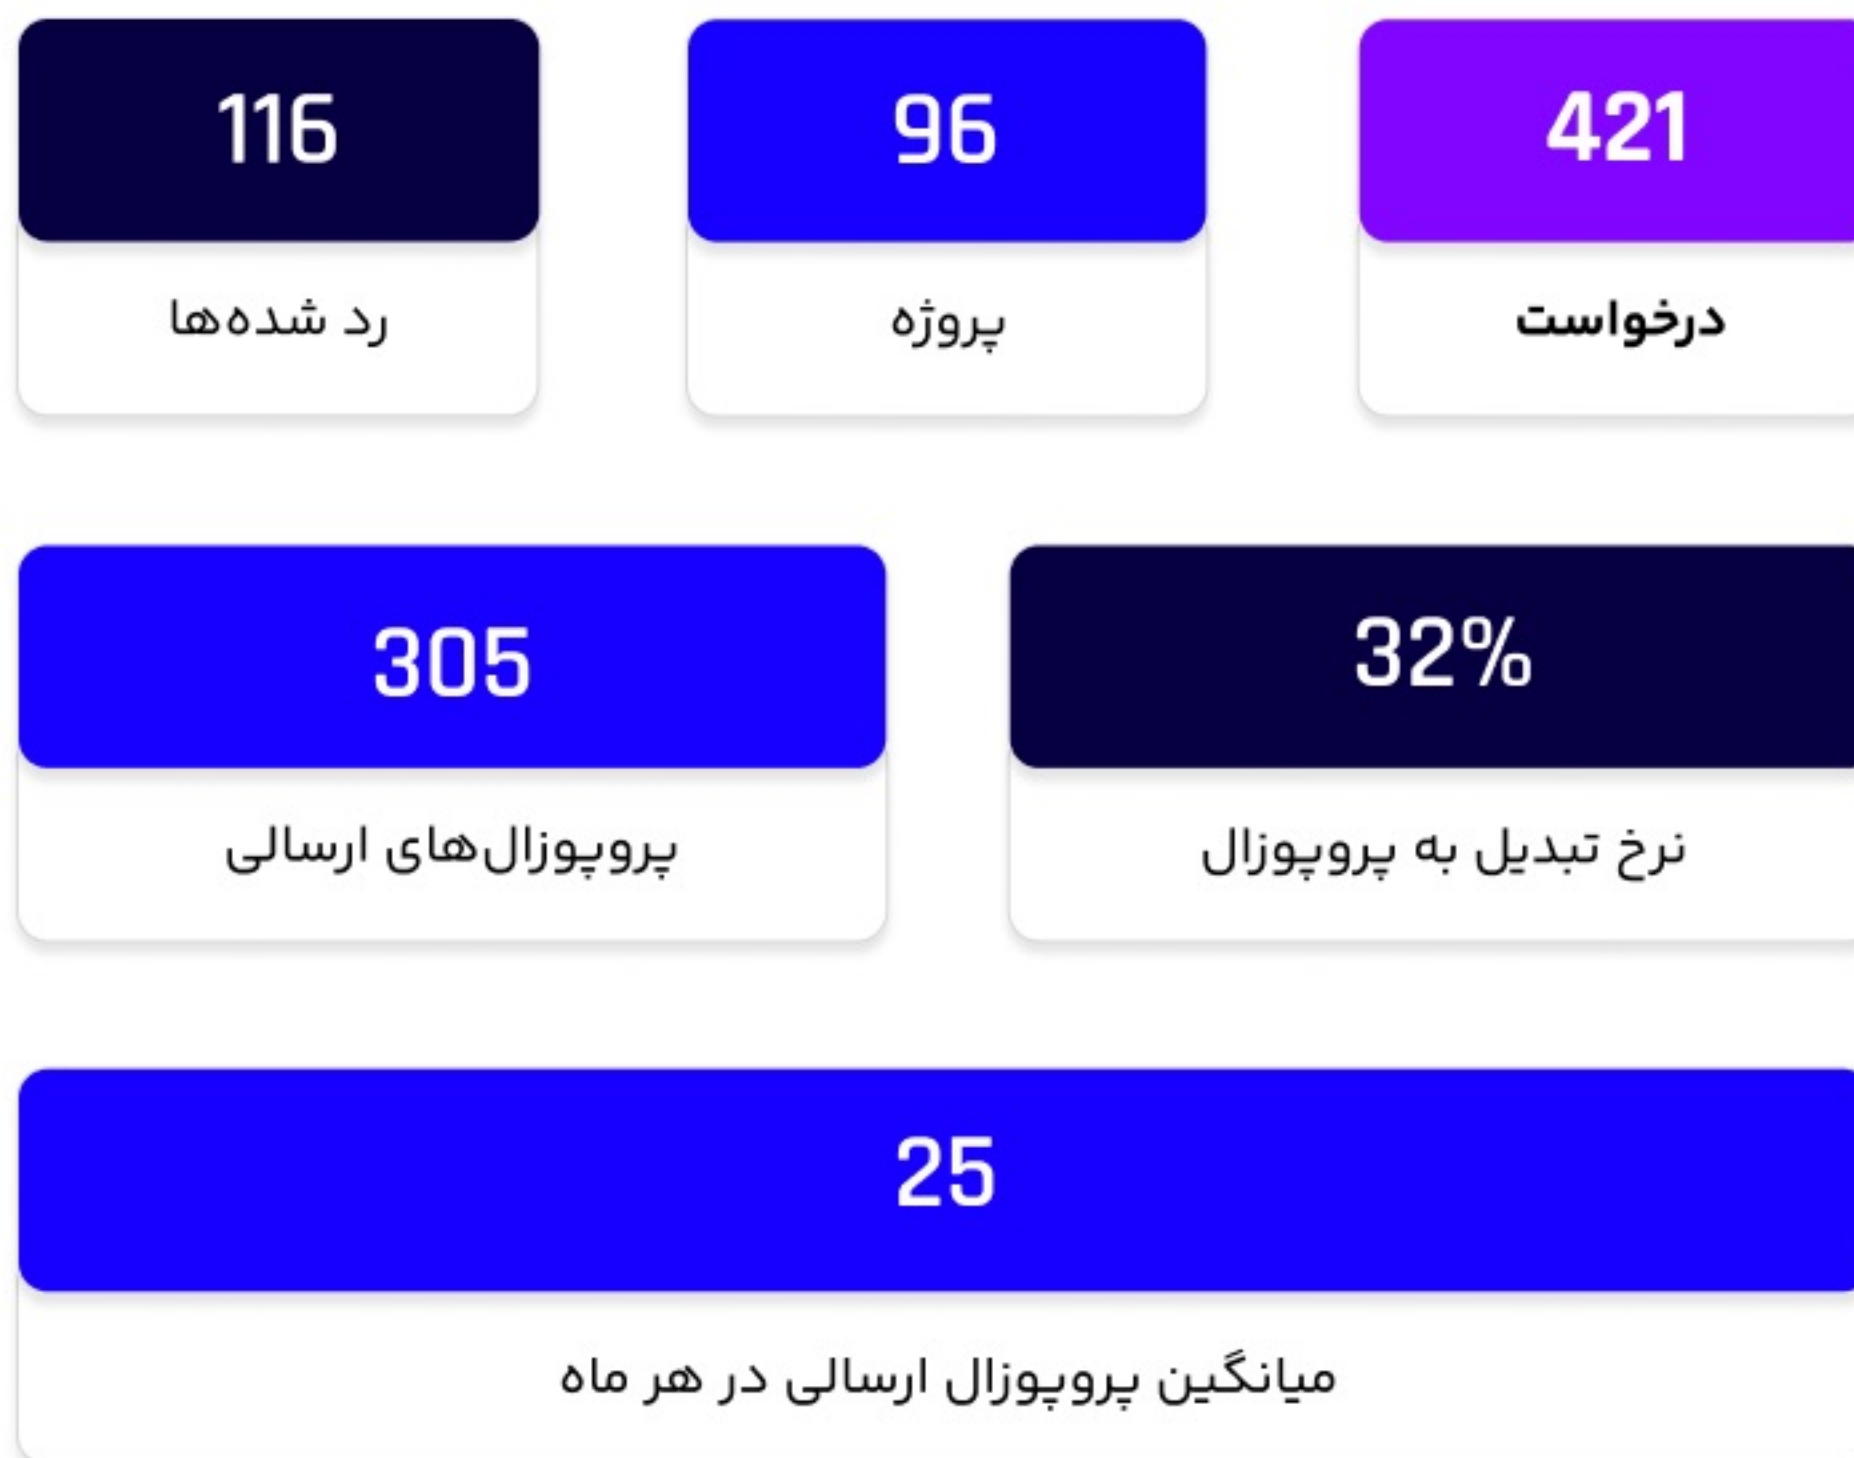 421
درخواست
96
پروژه
116
رد شده‌ها
32%
نرخ تبدیل به پروپوزال
305
پروپوزال‌های ارسالی
25
میانگین پروپوزال ارسالی در هر ماه